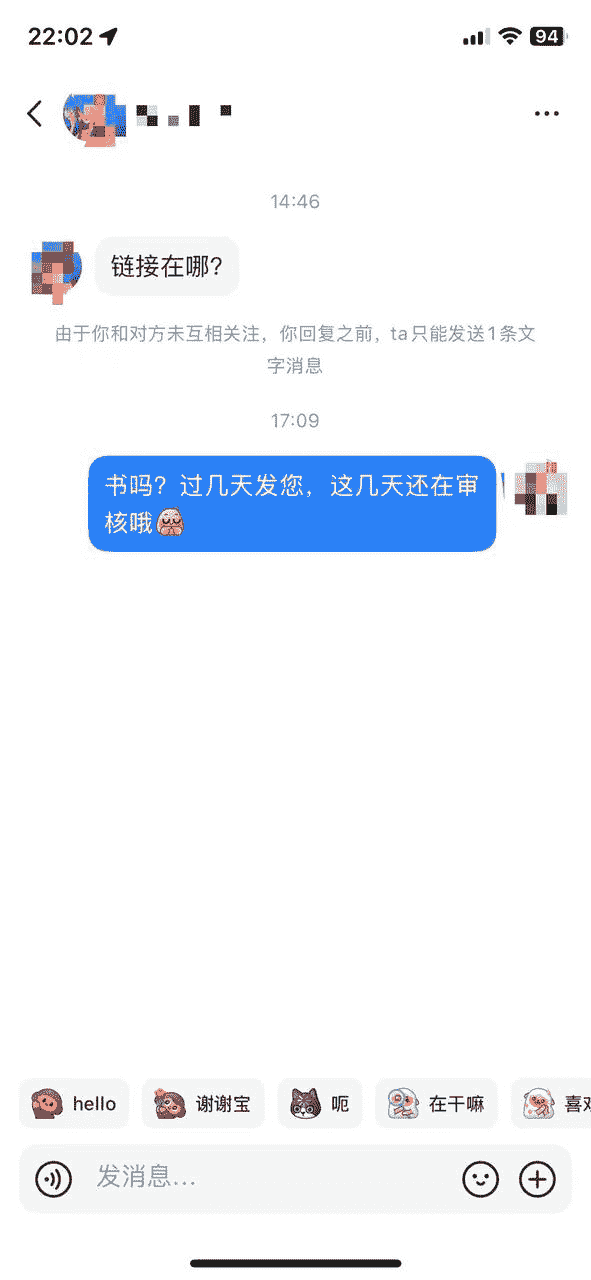 22:02
94
14:46
链接在哪？
由于你和对方未互相关注，你回复之前，ta只能发送1条文
字消息
17:09
书吗？过几天发您，这几天还在审
核哦
hello
谢谢宝
呃
在干嘛
发消息...